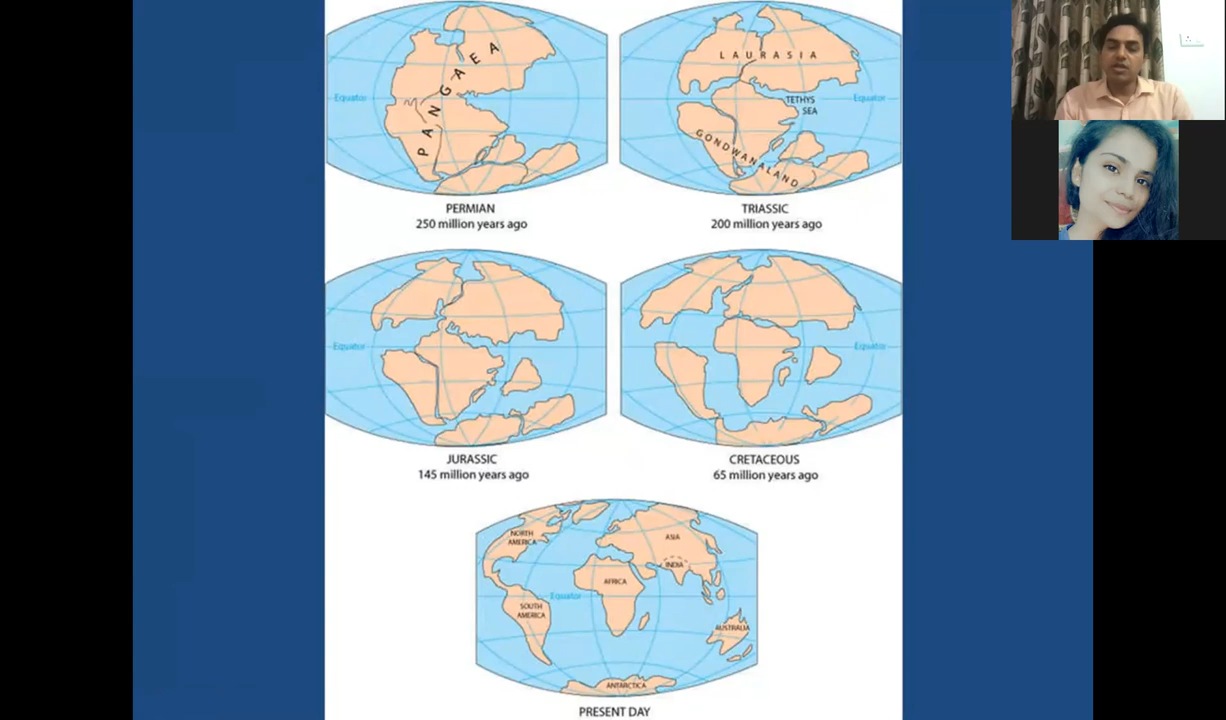 PANGAEA
Equator
PERMIAN
250 million years ago
LAURASIA
TETHYS
SEA
Equator
GONDWANALAND
TRIASSIC
200 million years ago
Equator
JURASSIC
145 million years ago
Equator
CRETACEOUS
65 million years ago
NORTH
AMERICA
ASIA
INDIA
AFRICA
Equator
SOUTH
AMERICA
AUSTRALIA
ANTARCTICA
PRESENT DAY